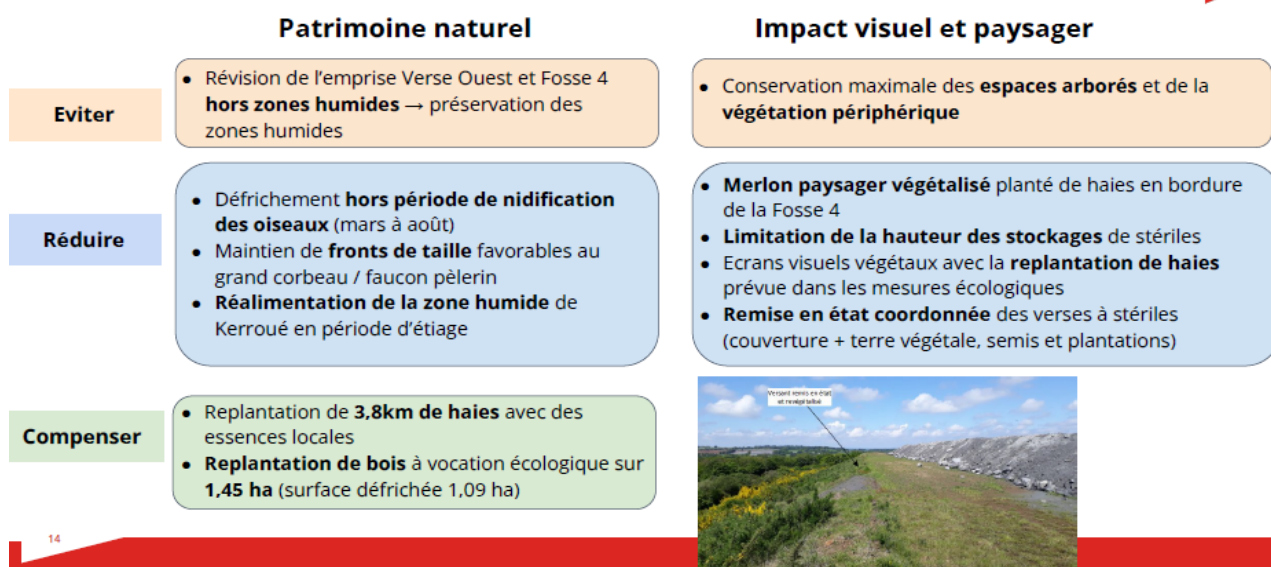 Patrimoine naturel
Impact visuel et paysager
Eviter
• Révision de l’emprise Verse Ouest et Fosse 4
hors zones humides → préservation des
zones humides
• Conservation maximale des espaces arborés et de la
végétation périphérique
Réduire
• Défrichement hors période de nidification
des oiseaux (mars à août)
• Maintien de fronts de taille favorables au
grand corbeau / faucon pèlerin
• Réalimentation de la zone humide de
Kerroué en période d’étiage
• Merlon paysager végétalisé planté de haies en bordure
de la Fosse 4
• Limitation de la hauteur des stockages de stériles
• Ecrans visuels végétaux avec la replantation de haies
prévue dans les mesures écologiques
• Remise en état coordonnée des verses à stériles
(couverture + terre végétale, semis et plantations)
Compenser
• Replantation de 3,8km de haies avec des
essences locales
• Replantation de bois à vocation écologique sur
1,45 ha (surface défrichée 1,09 ha)
Versant remis en état
et revégétalisé
14